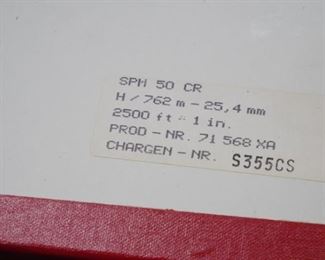 SPM 50 CR
H / 762 m - 25,4 mm
2500 ft - 1 in.
PROD - NR. 71 568 XA
CHARGEN - NR. S355CS